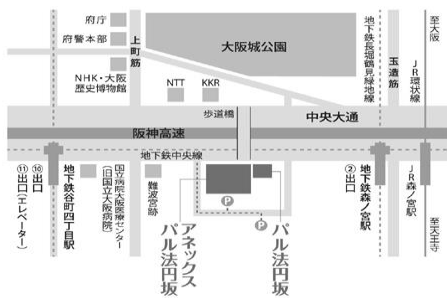 府庁
府警本部
NHK・大阪
歴史博物館
上町筋
大阪城公園
NTT
KKR
歩道橋
中央大通
地下鉄長堀鶴見緑地線
玉造筋
JR環状線
至大阪
阪神高速
地下鉄中央線
⑪出口(エレベーター)
⑩出口
地下鉄谷町四丁目駅
国立病院大阪医療センター
(旧国立大阪病院)
難波宮跡
P
P
アネックス
パル法円坂
パル法円坂
②出口
地下鉄森ノ宮駅
JR森ノ宮駅
至天王寺